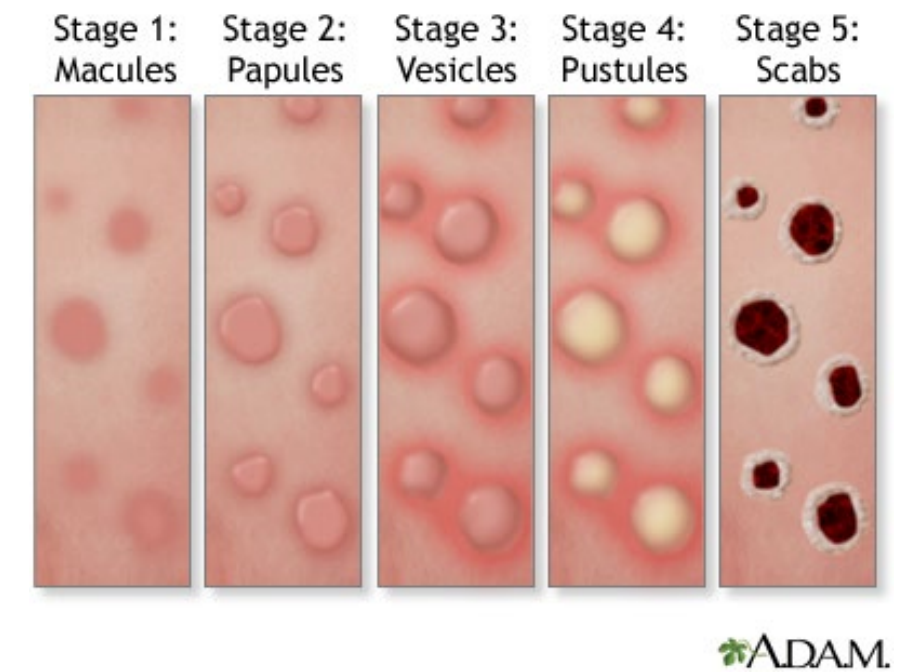 Stage 1:
Macules
Stage 2:
Papules
Stage 3:
Vesicles
Stage 4:
Pustules
Stage 5:
Scabs
A.D.A.M.